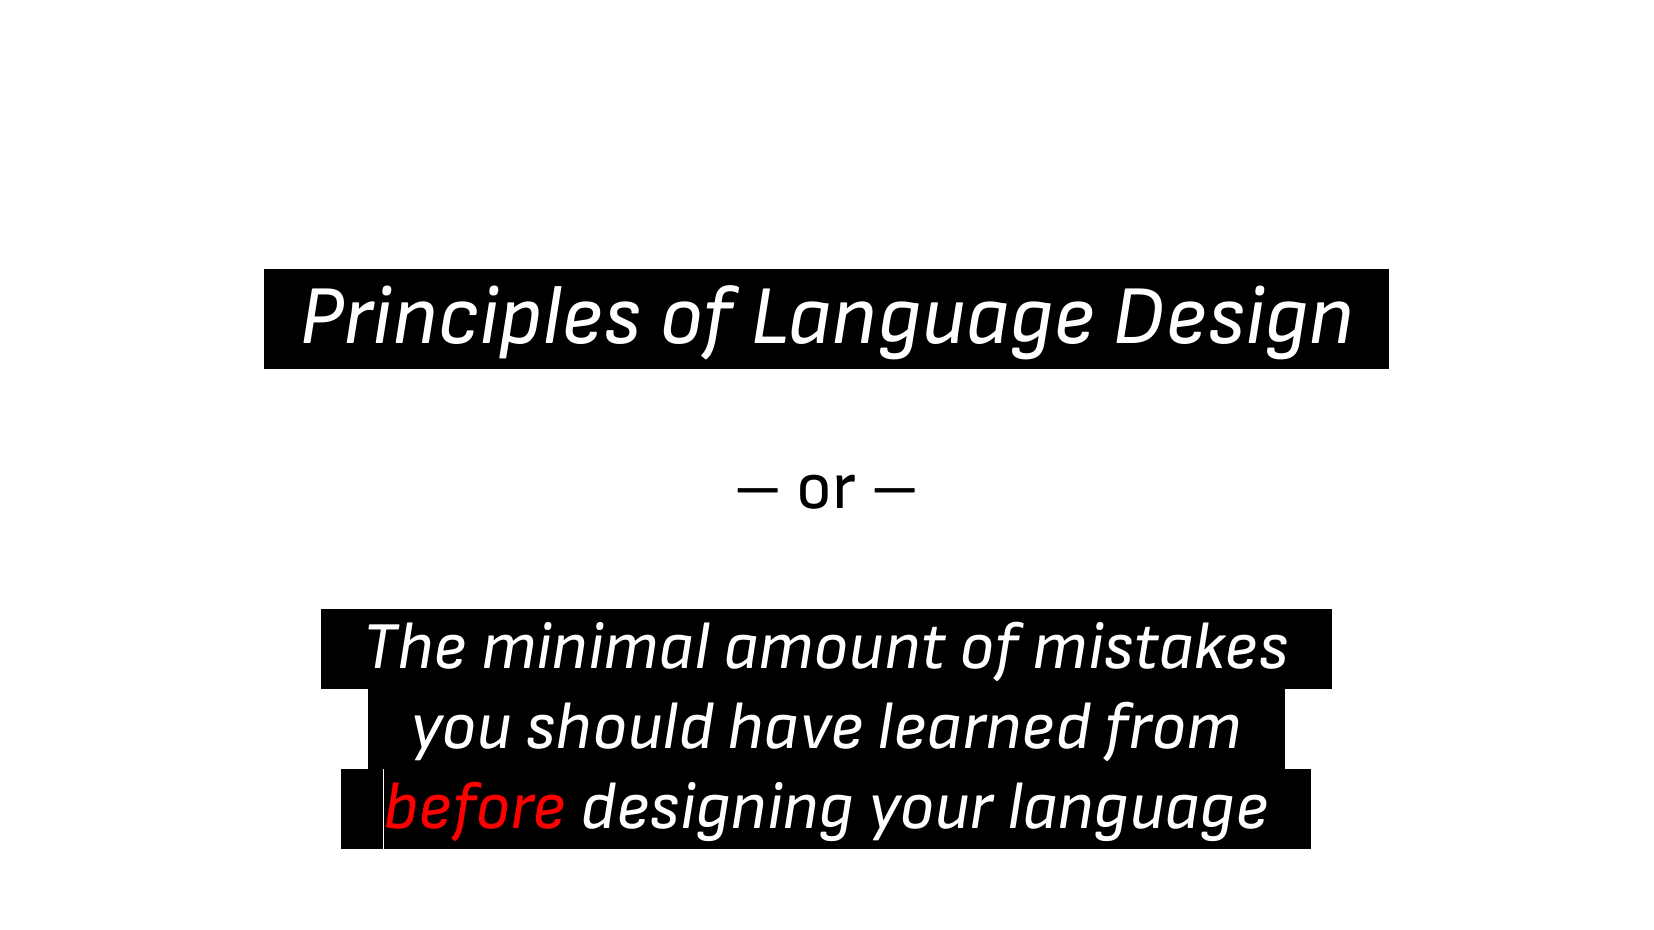 Principles of Language Design
— or —
The minimal amount of mistakes
you should have learned from
before designing your language